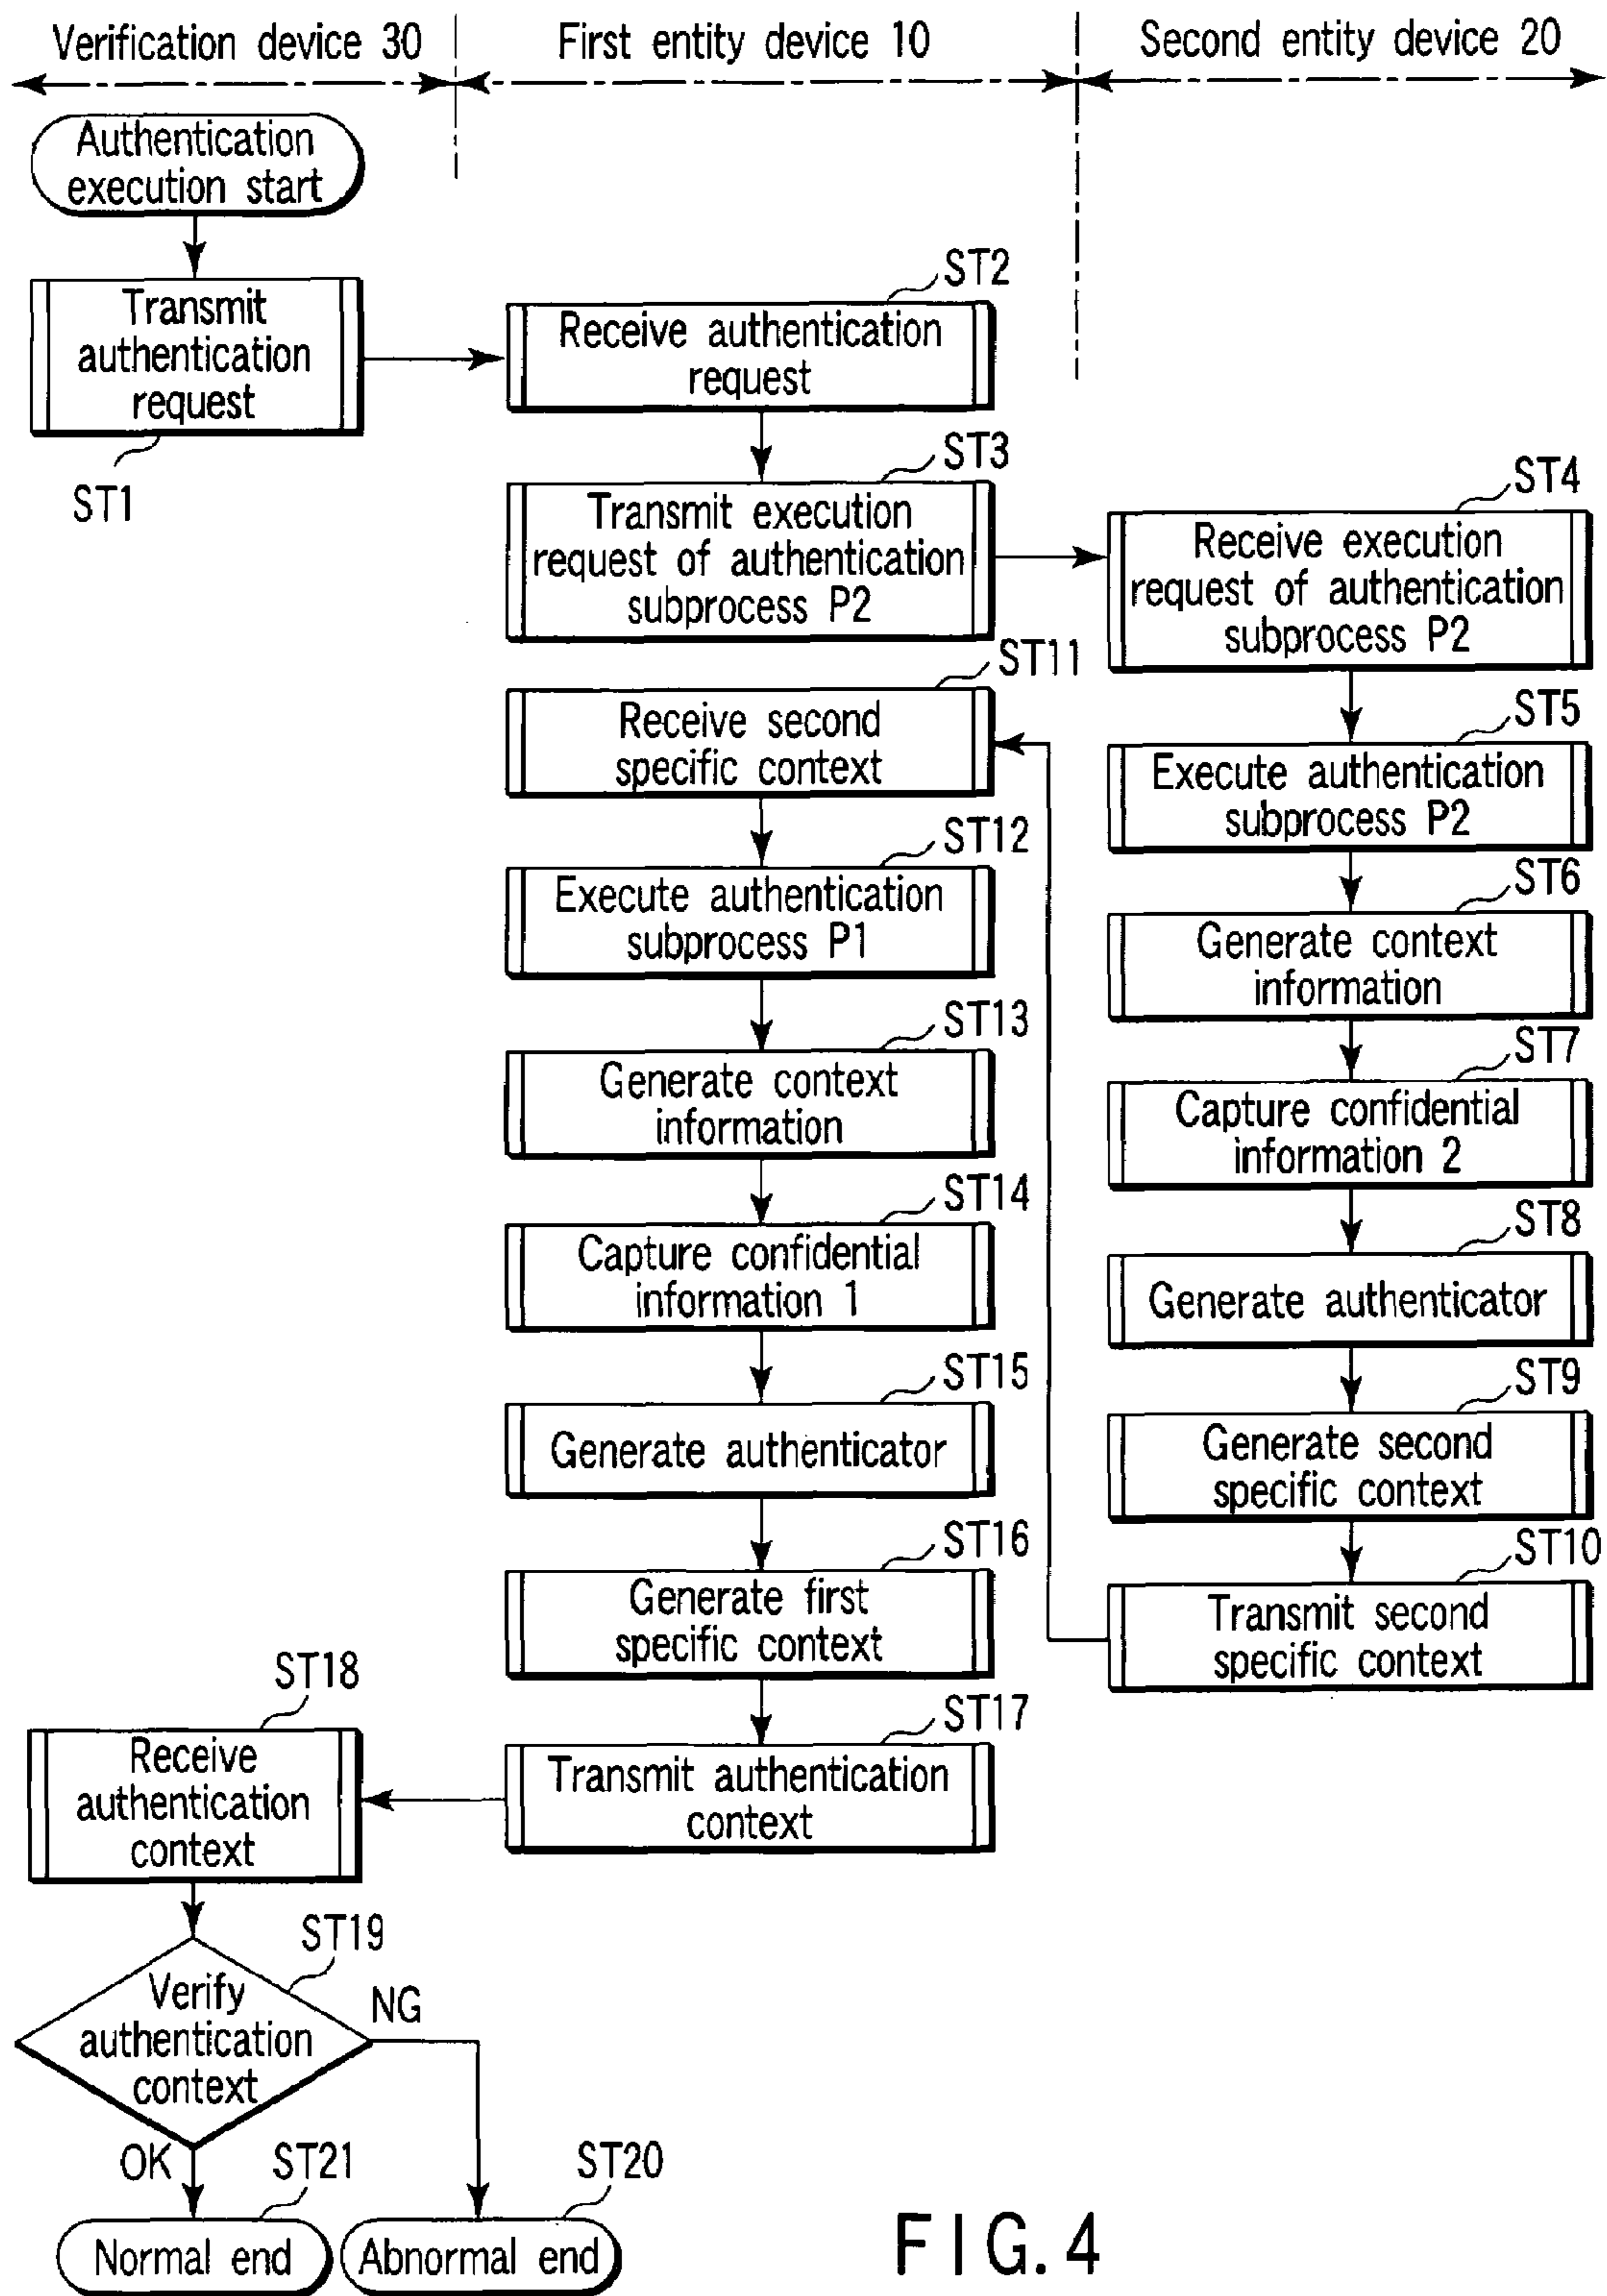 Verification device 30
First entity device 10
Second entity device 20
Authentication
execution start
Transmit
authentication
request
ST1
ST2
Receive authentication
request
ST3
Transmit execution
request of authentication
subprocess P2
ST4
Receive execution
request of authentication
subprocess P2
ST5
Execute authentication
subprocess P2
ST6
Generate context
information
ST7
Capture confidential
information 2
ST8
Generate authenticator
ST9
Generate second
specific context
ST10
Transmit second
specific context
ST11
Receive second
specific context
ST12
Execute authentication
subprocess P1
ST13
Generate context
information
ST14
Capture confidential
information 1
ST15
Generate authenticator
ST16
Generate first
specific context
ST17
Transmit authentication
context
ST18
Receive
authentication
context
ST19
Verify
authentication
context
NG
OK
ST21
Normal end
ST20
Abnormal end
FIG. 4